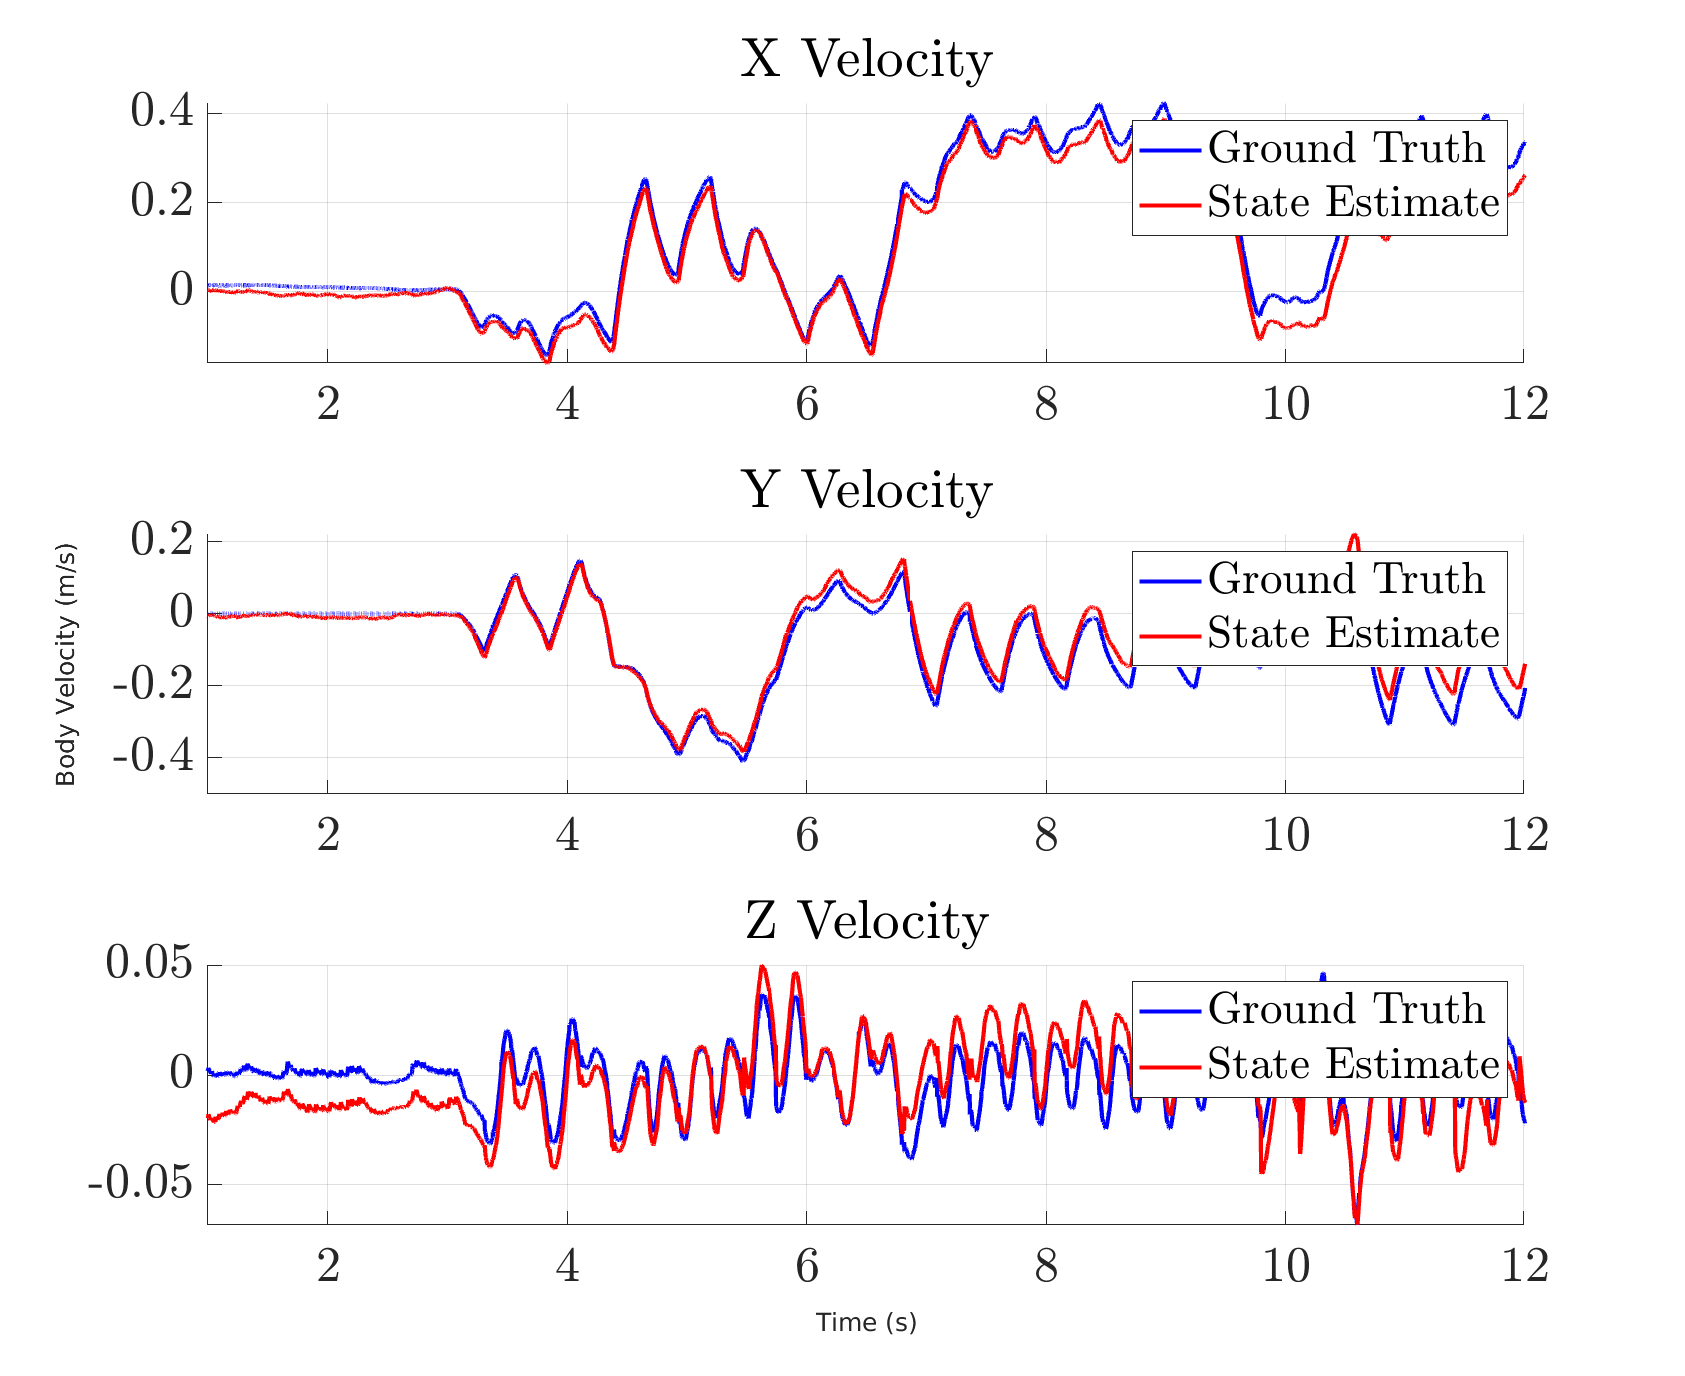 X Velocity
0.4
0.2
0
Ground Truth
State Estimate
2 4 6 8 10 12
Y Velocity
0.2
0
-0.2
-0.4
Ground Truth
State Estimate
Body Velocity (m/s)
2 4 6 8 10 12
Z Velocity
0.05
0
-0.05
Ground Truth
State Estimate
2 4 6 8 10 12
Time (s)